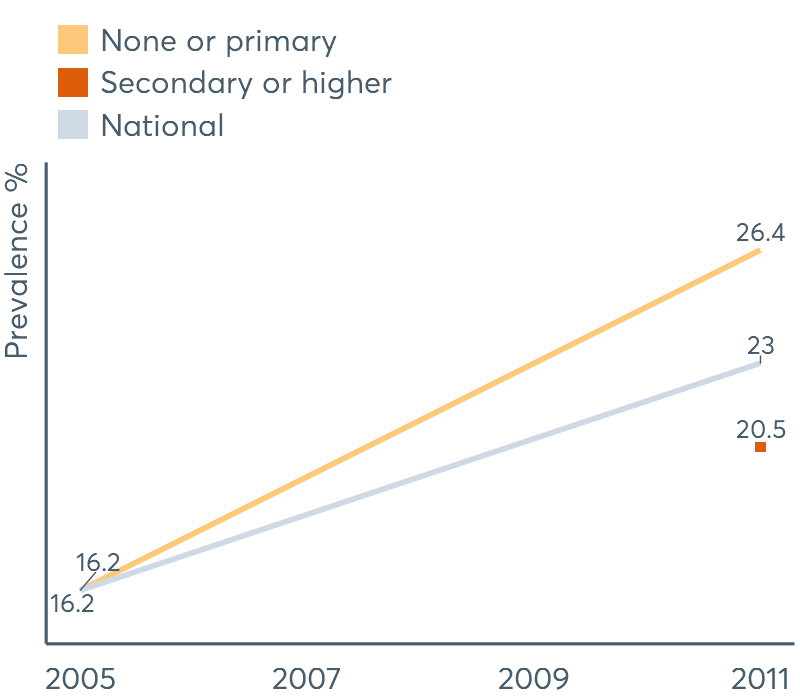 None or primary
Secondary or higher
National
Prevalence %
26.4
23
20.5
16.2
16.2
2005 2007 2009 2011